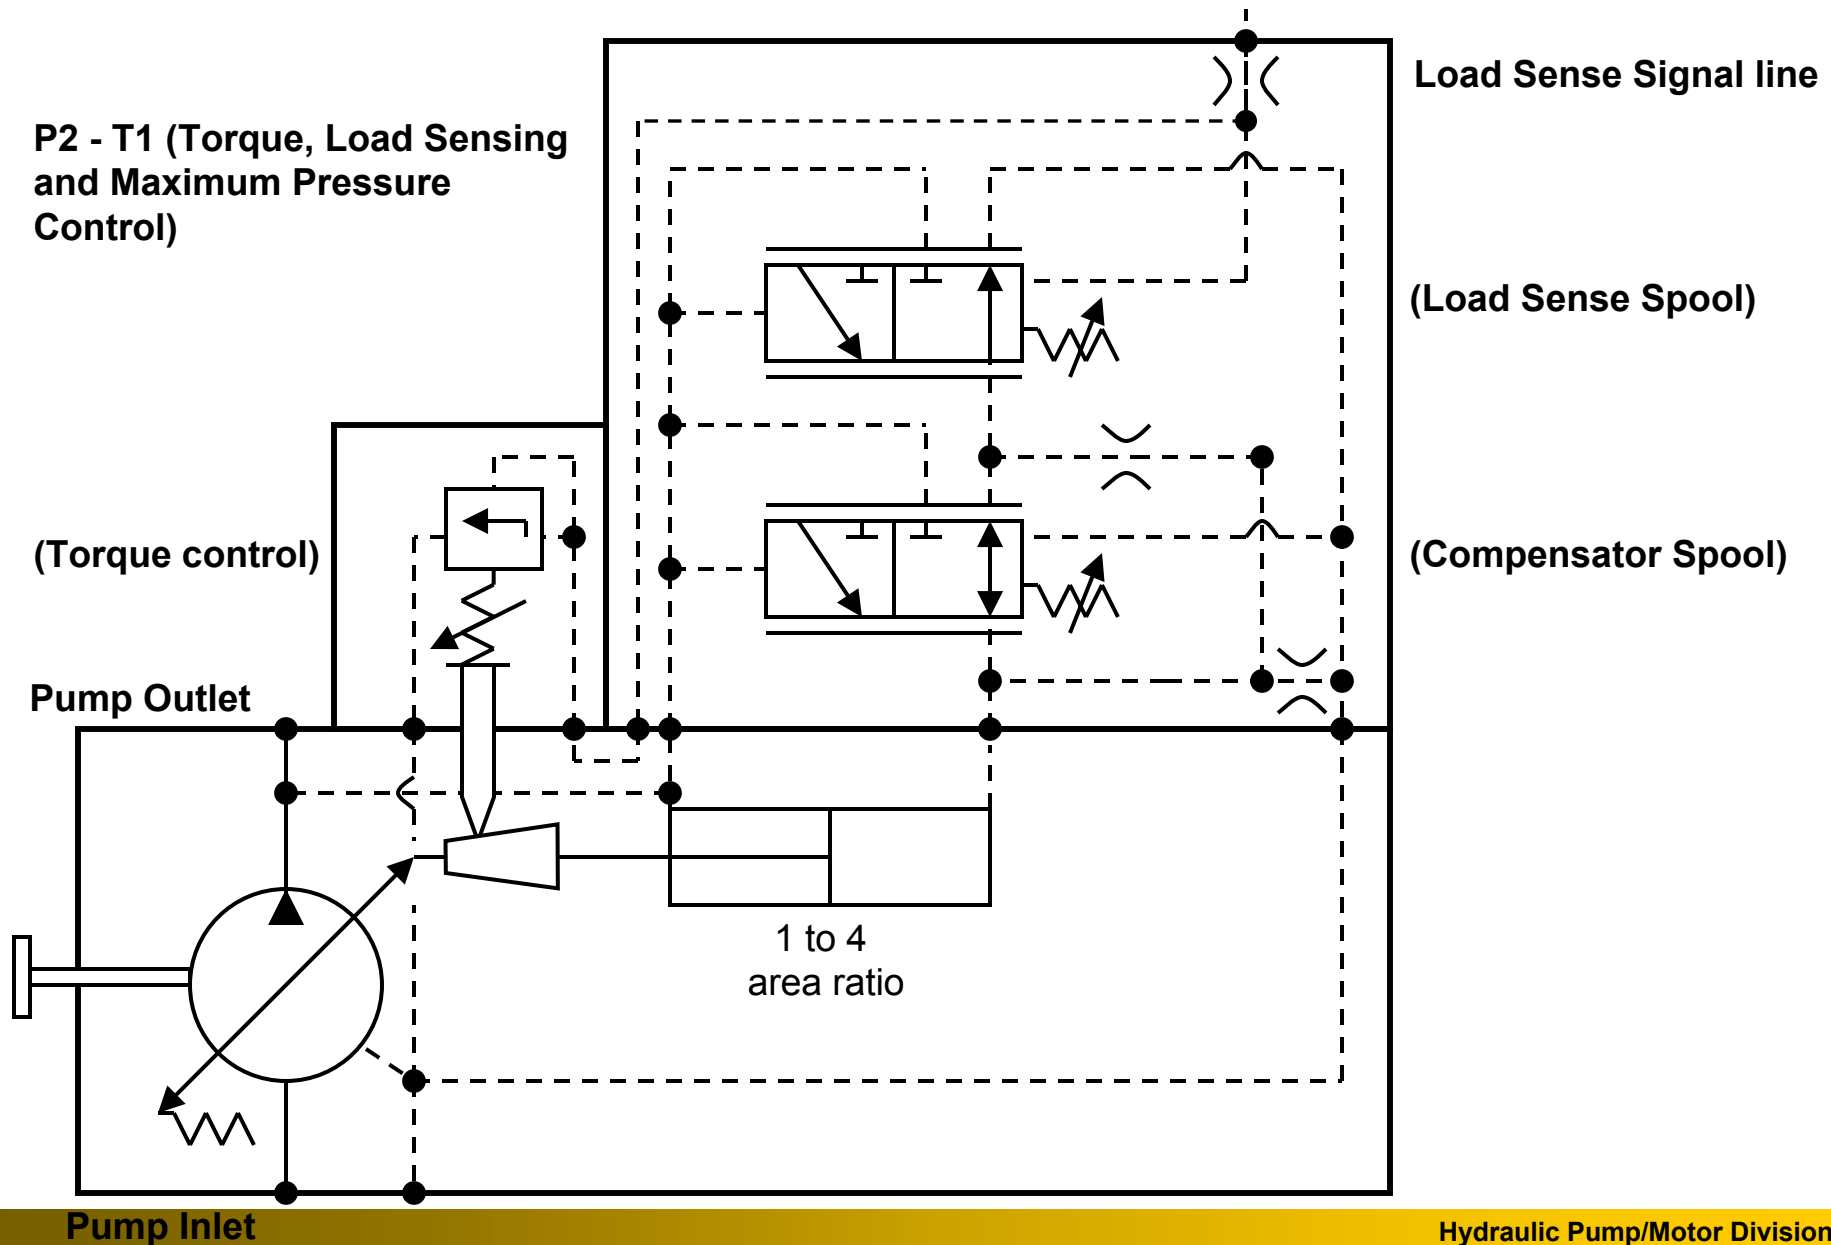 Load Sense Signal line
P2 - T1 (Torque, Load Sensing
and Maximum Pressure
Control)
(Load Sense Spool)
(Torque control)
(Compensator Spool)
Pump Outlet
1 to 4
area ratio
Pump Inlet
Hydraulic Pump/Motor Division